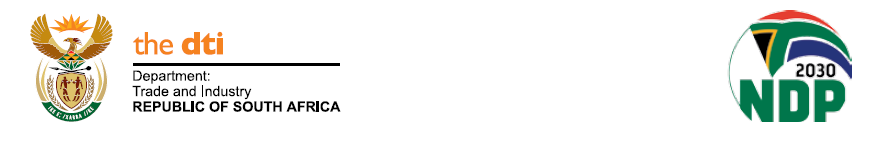 the dti
Department:
Trade and Industry
REPUBLIC OF SOUTH AFRICA
2030
NDP